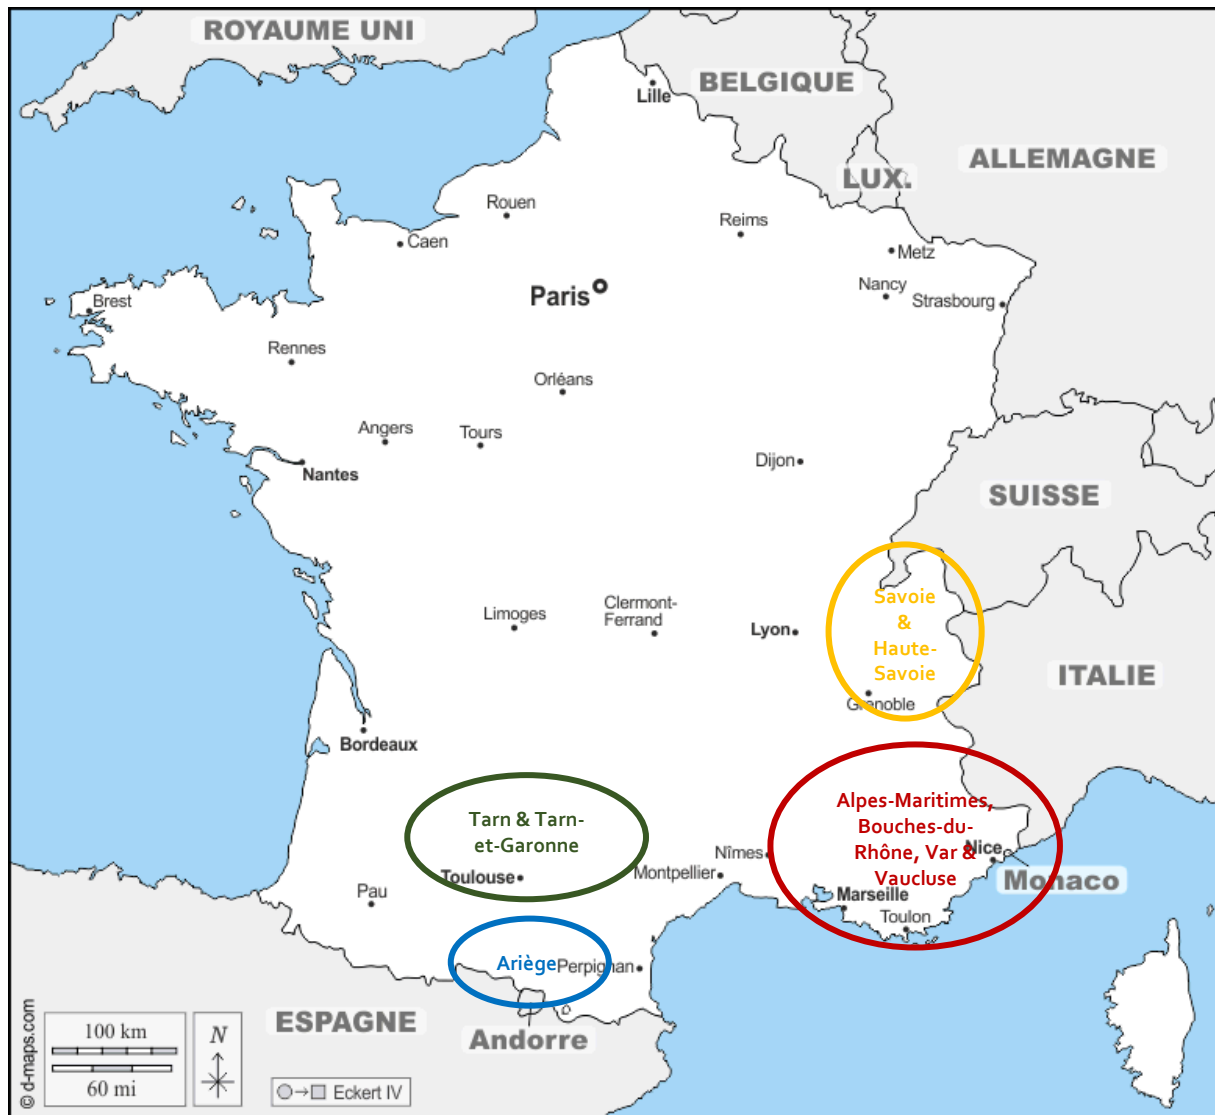 ROYAUME UNI
BELGIQUE
Lille
ALLEMAGNE
LUX.
Rouen
Reims
Caen
Metz
Paris
Nancy
Brest
Strasbourg
Rennes
Orléans
Angers
Tours
Dijon
Nantes
SUISSE
Savoie
&
Haute-
Savoie
Limoges
Clermont-
Ferrand
Lyon
ITALIE
Grenoble
Bordeaux
Alpes-Maritimes,
Bouches-du-
Rhône, Var &
Vaucluse
Tarn & Tarn-
et-Garonne
Nice
Nîmes
Montpellier
Toulouse
Monaco
Pau
Marseille
Toulon
Ariège
Perpignan
ESPAGNE
Andorre
© d-maps.com
100 km
60 mi
N
Eckert IV